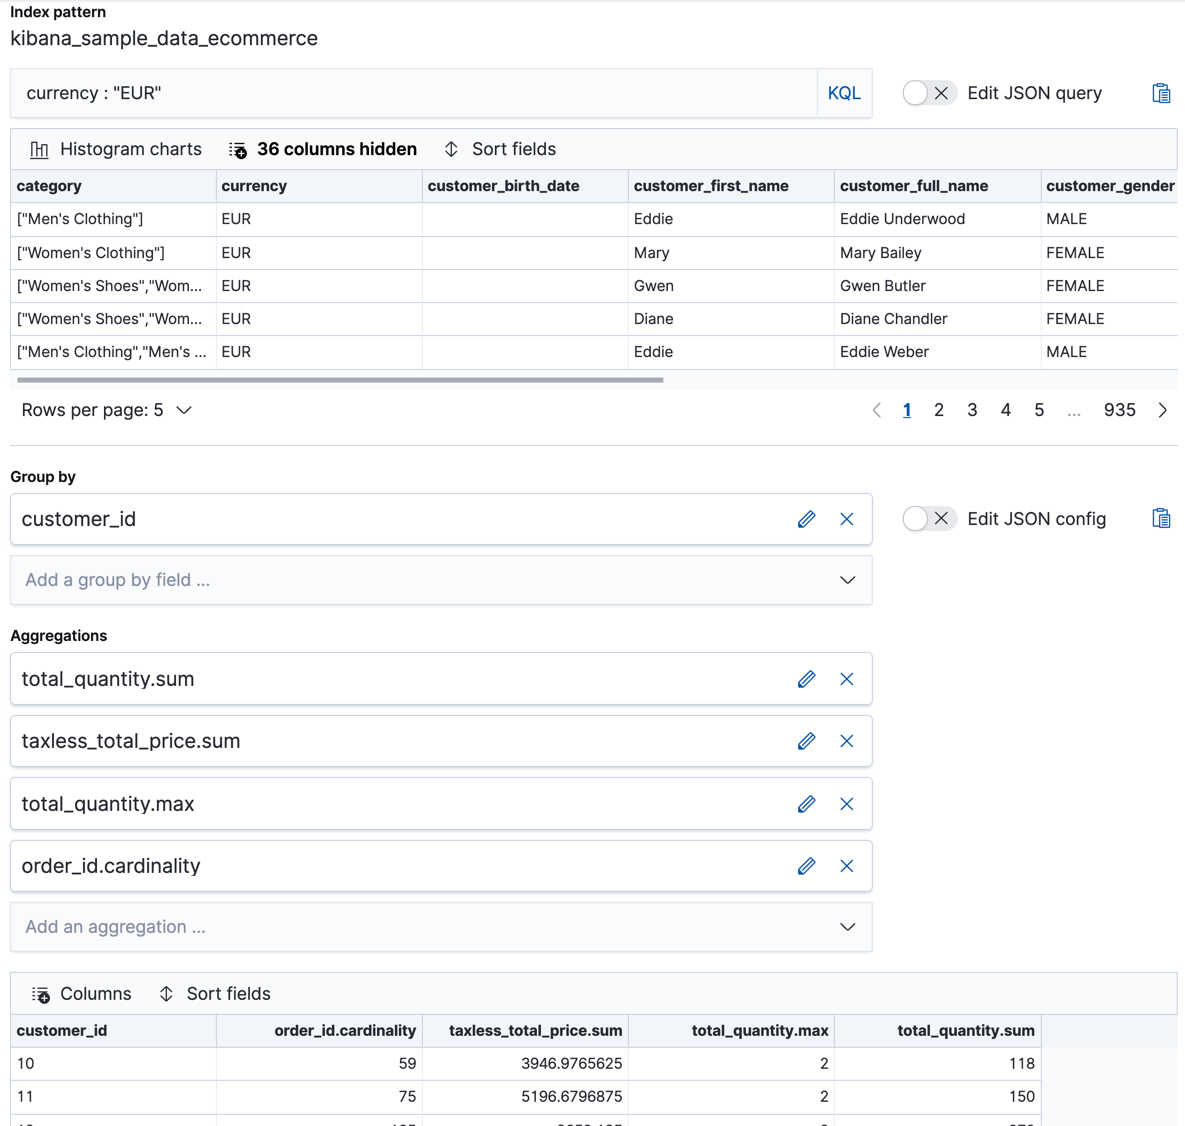 Index pattern
kibana_sample_data_ecommerce
currency : "EUR" KQL Edit JSON query
Histogram charts 36 columns hidden Sort fields
category currency customer_birth_date customer_first_name customer_full_name customer_gender
["Men's Clothing"] EUR Eddie Eddie Underwood MALE
["Women's Clothing"] EUR Mary Mary Bailey FEMALE
["Women's Shoes","Wom... EUR Gwen Gwen Butler FEMALE
["Women's Shoes","Wom... EUR Diane Diane Chandler FEMALE
["Men's Clothing","Men's ... EUR Eddie Eddie Weber MALE
Rows per page: 5 1 2 3 4 5 ... 935
Group by
customer_id Edit JSON config
Add a group by field ...
Aggregations
total_quantity.sum
taxless_total_price.sum
total_quantity.max
order_id.cardinality
Add an aggregation ...
Columns Sort fields
customer_id order_id.cardinality taxless_total_price.sum total_quantity.max total_quantity.sum
10 59 3946.9765625 2 118
11 75 5196.6796875 2 150